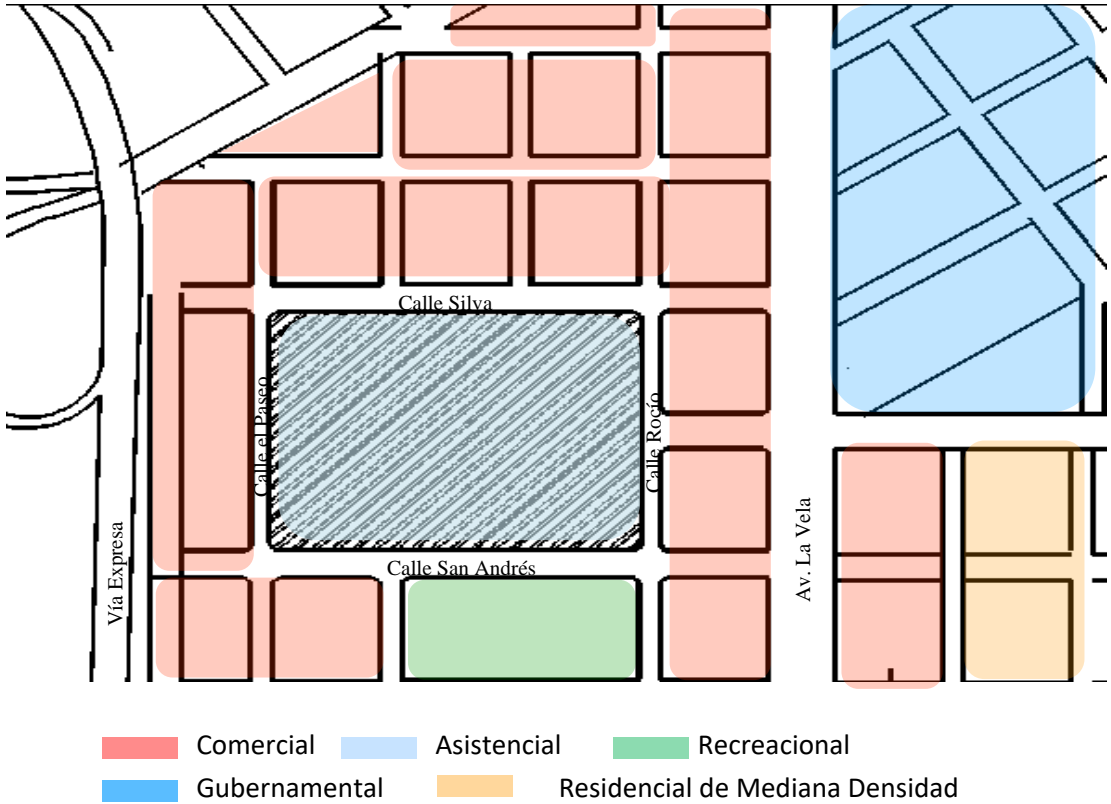 Calle Silva
Calle el Paseo
Calle Rocío
Vía Expresa
Av. La Vela
Calle San Andrés
Comercial
Asistencial
Recreacional
Gubernamental
Residencial de Mediana Densidad